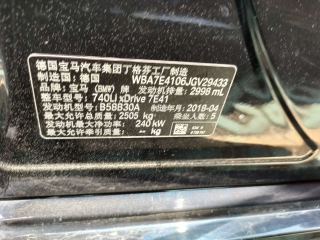 德国宝马汽车集团丁格芬工厂制造
制造国：德国 WBA7E4106JGV29433
品牌：宝马（BMW）牌 发动机排量：2998 mL
整车型号：740Li xDrive 7E41
发动机型号：B58B30A 制造年月：2018-04
最大允许总质量：2505 kg 乘坐人数：5
发动机最大净功率：240 kW
最大允许牵引质量：-- kg